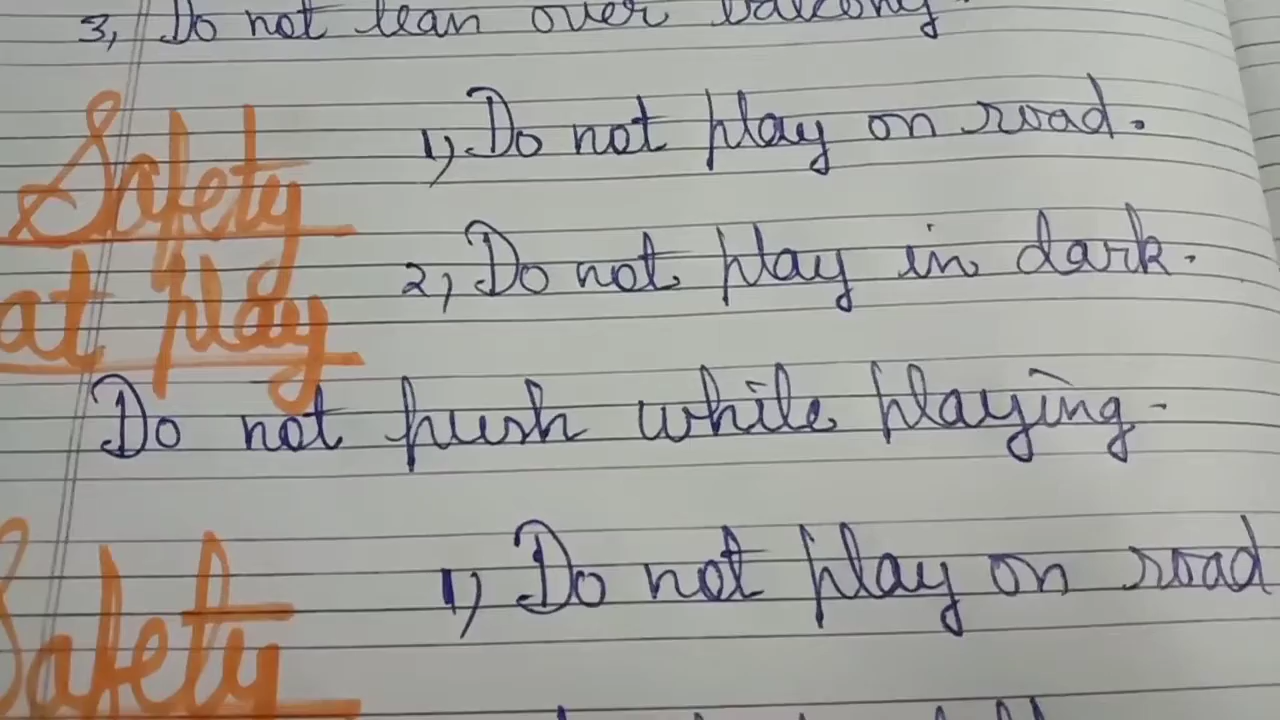 3, Do not lean over balcony
Safety
1, Do not play on road.
at play
2, Do not play in dark.
Do not push while playing.
Safety
1, Do not play on road